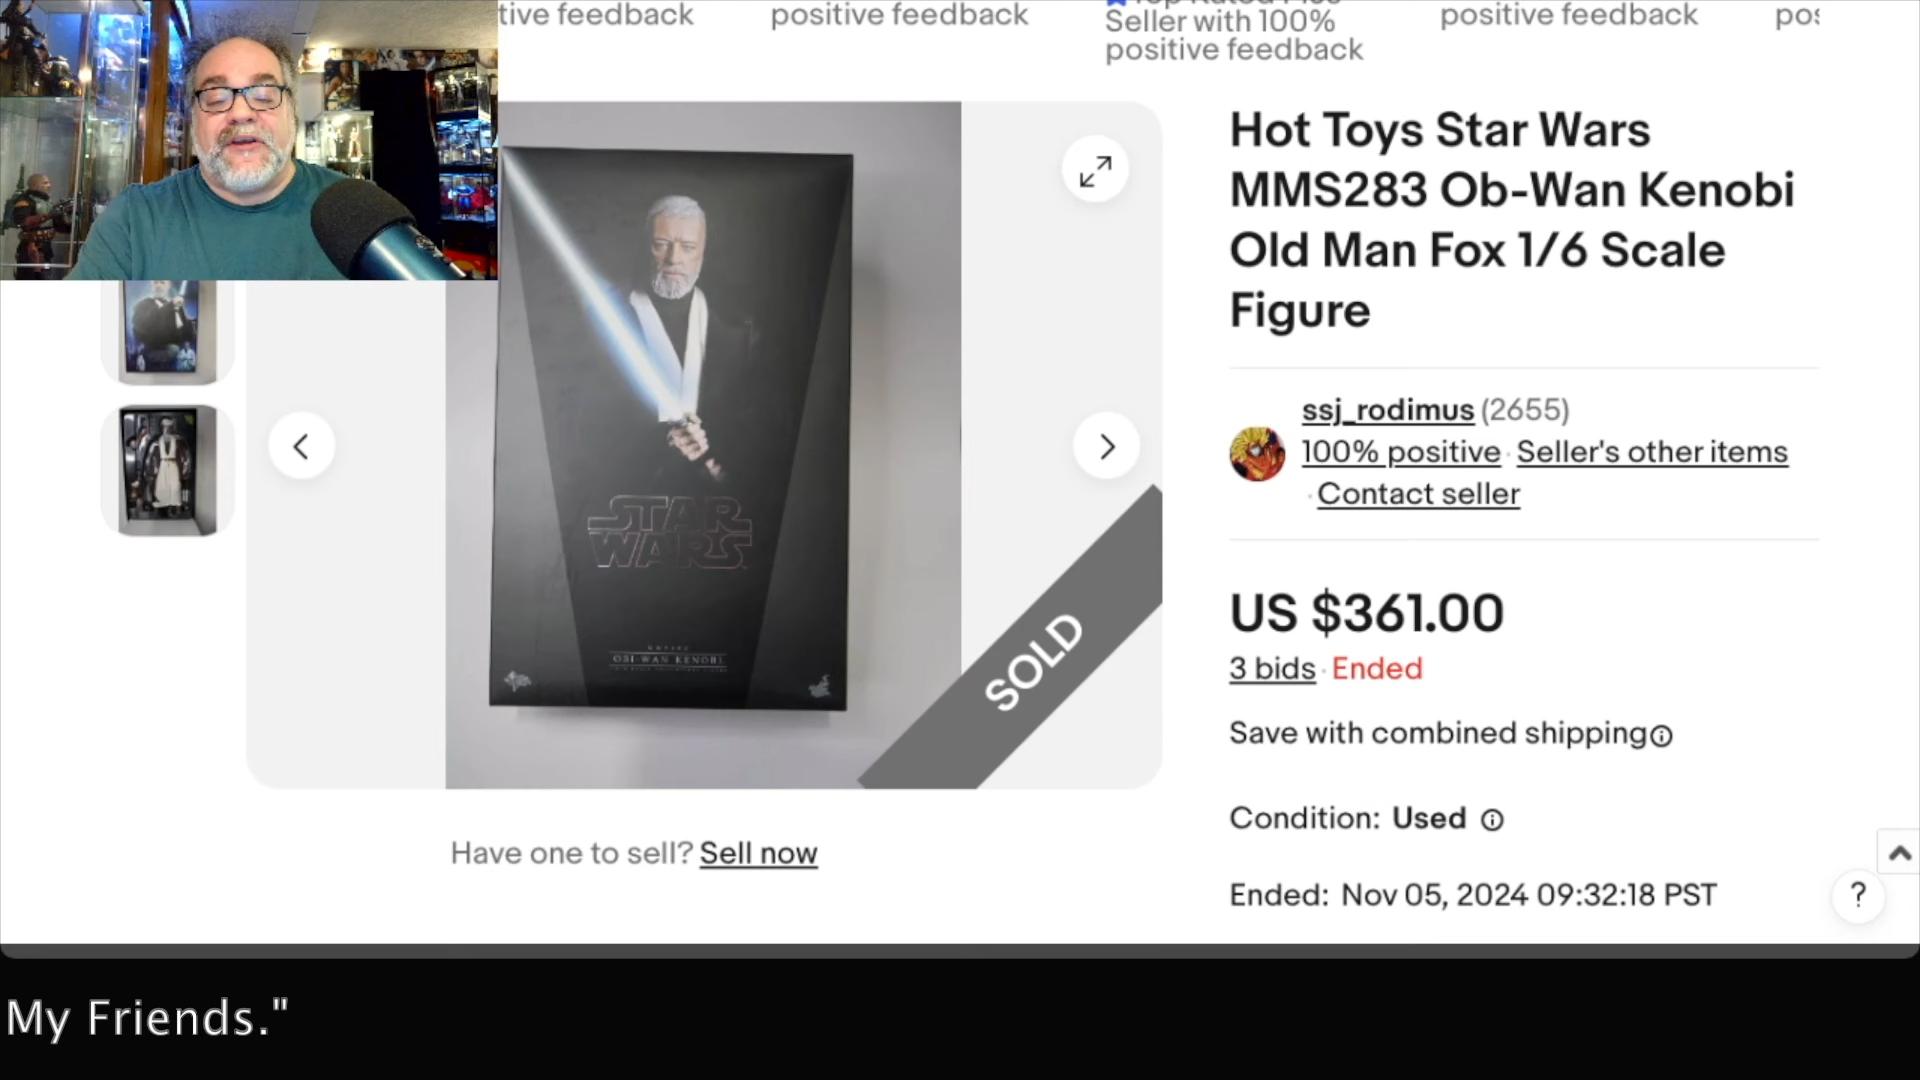 tive feedback
positive feedback
Seller with 100%
positive feedback
positive feedback
pos
Hot Toys Star Wars
MMS283 Ob-Wan Kenobi
Old Man Fox 1/6 Scale
Figure
ssj_rodimus (2655)
100% positive · Seller's other items
· Contact seller
STAR
WARS
OBI-WAN KENOBI
SOLD
US $361.00
3 bids · Ended
Save with combined shipping
Condition: Used
Ended: Nov 05, 2024 09:32:18 PST
Have one to sell? Sell now
?
My Friends."